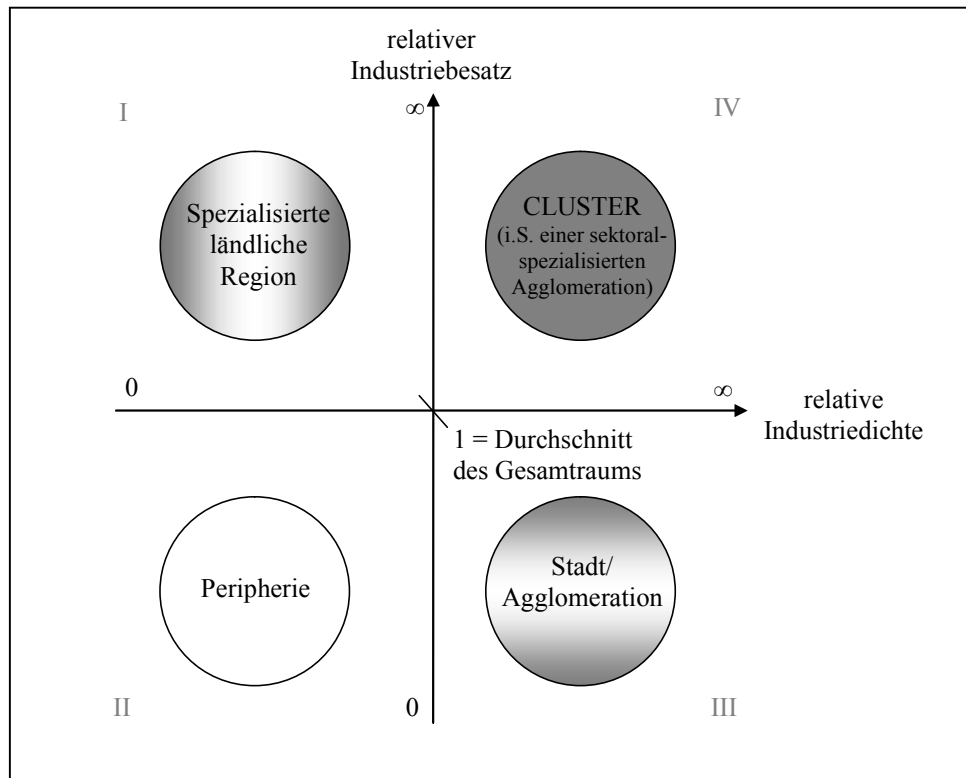 relativer
Industriebesatz
I
∞
IV
Spezialisierte
ländliche
Region
CLUSTER
(i.S. einer sektoral-
spezialisierten
Agglomeration)
0
∞
relative
Industriedichte
1 = Durchschnitt
des Gesamtraums
Peripherie
Stadt/
Agglomeration
II
0
III